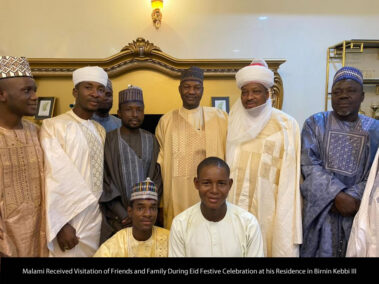 Malami Received Visitation of Friends and Family During Eid Festive Celebration at his Residence in Birnin Kebbi III